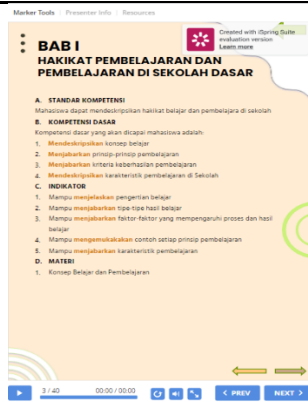 Marker Tools | Presenter Info | Resources
Created with iSpring Suite
evaluation version
Learn more
BAB I
HAKIKAT PEMBELAJARAN DAN
PEMBELAJARAN DI SEKOLAH DASAR
A. STANDAR KOMPETENSI
Mahasiswa dapat mendeskripsikan hakikat belajar dan pembelajara di sekolah
B. KOMPETENSI DASAR
Kompetensi dasar yang akan dicapai mahasiswa adalah:
1. Mendeskripsikan konsep belajar
2. Menjabarkan prinsip-prinsip pembelajaran
3. Menjabarkan kriteria keberhasilan pembelajaran
4. Mendeskripsikan karakteristik pembelajaran di Sekolah
C. INDIKATOR
1. Mampu menjelaskan pengertian belajar
2. Mampu menjabarkan tipe-tipe hasil belajar
3. Mampu menjabarkan faktor-faktor yang mempengaruhi proses dan hasil
belajar
4. Mampu mengemukakakan contoh setiap prinsip pembelajaran
5. Mampu menjabarkan karakteristik pembelajaran
D. MATERI
1. Konsep Belajar dan Pembelajaran
3 / 40 00:00 / 00:00 < PREV NEXT >